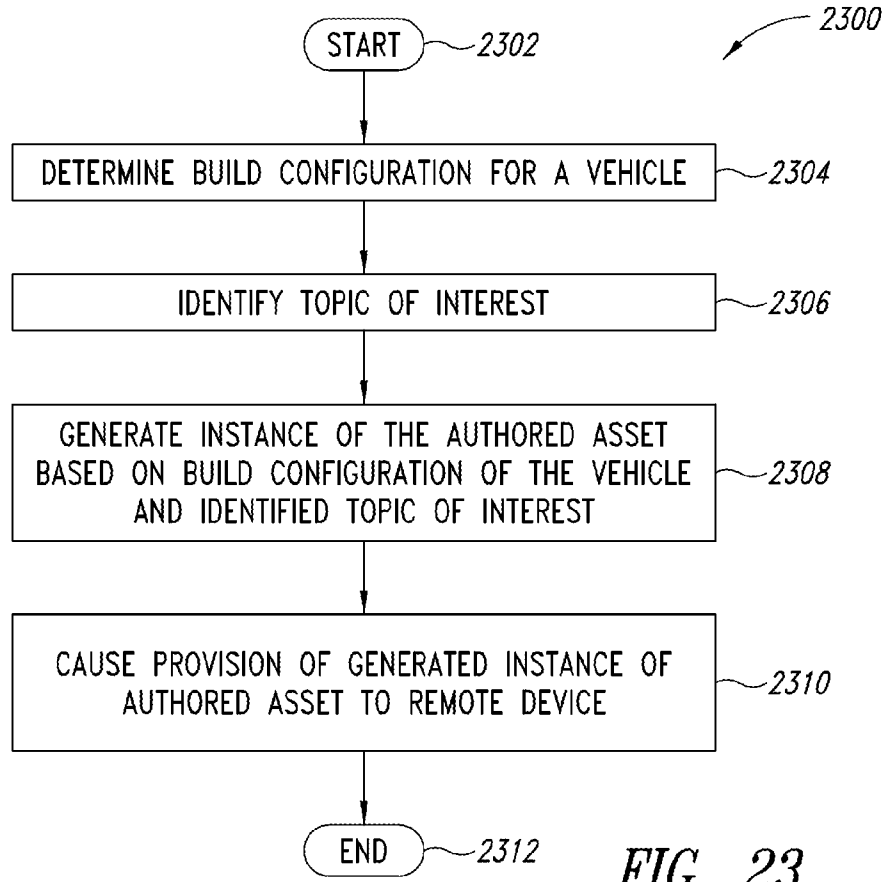 2300
START 2302
DETERMINE BUILD CONFIGURATION FOR A VEHICLE 2304
IDENTIFY TOPIC OF INTEREST 2306
GENERATE INSTANCE OF THE AUTHORED ASSET
BASED ON BUILD CONFIGURATION OF THE VEHICLE 2308
AND IDENTIFIED TOPIC OF INTEREST
CAUSE PROVISION OF GENERATED INSTANCE OF
AUTHORED ASSET TO REMOTE DEVICE 2310
END 2312
FIG. 23